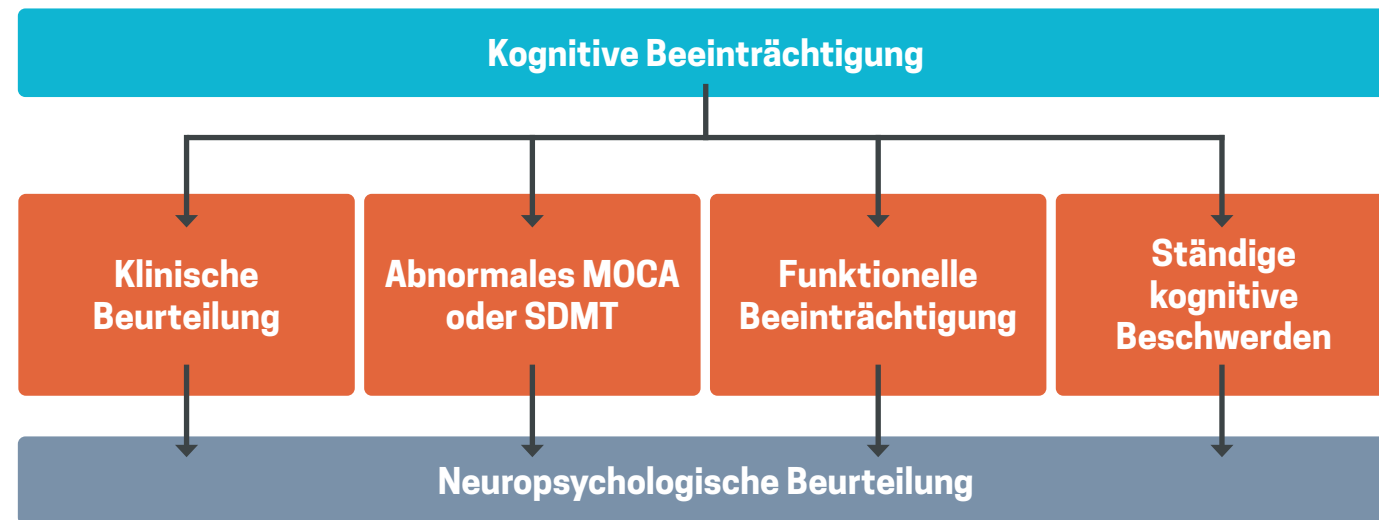 Kognitive Beeinträchtigung
Klinische
Beurteilung
Abnormales MOCA
oder SDMT
Funktionelle
Beeinträchtigung
Ständige
kognitive
Beschwerden
Neuropsychologische Beurteilung